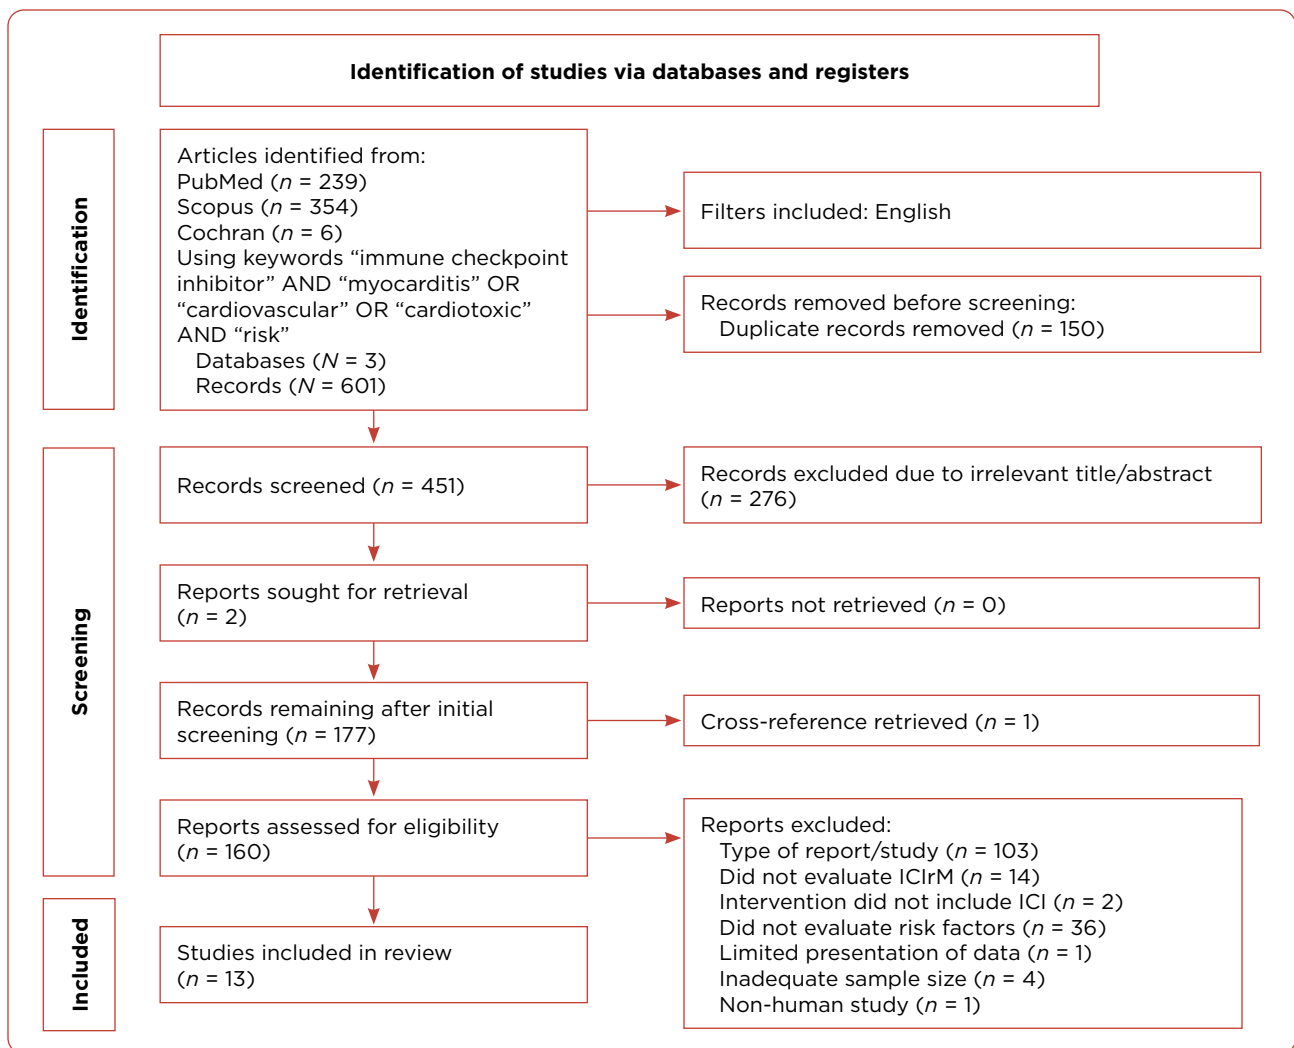 Identification of studies via databases and registers
Identification
Articles identified from:
PubMed (n = 239)
Scopus (n = 354)
Cochran (n = 6)
Using keywords “immune checkpoint
inhibitor” AND “myocarditis” OR
“cardiovascular” OR “cardiotoxic”
AND “risk”
Databases (N = 3)
Records (N = 601)
Filters included: English
Records removed before screening:
Duplicate records removed (n = 150)
Screening
Records screened (n = 451)
Records excluded due to irrelevant title/abstract
(n = 276)
Reports sought for retrieval
(n = 2)
Reports not retrieved (n = 0)
Records remaining after initial
screening (n = 177)
Cross-reference retrieved (n = 1)
Reports assessed for eligibility
(n = 160)
Reports excluded:
Type of report/study (n = 103)
Did not evaluate ICIrM (n = 14)
Intervention did not include ICI (n = 2)
Did not evaluate risk factors (n = 36)
Limited presentation of data (n = 1)
Inadequate sample size (n = 4)
Non-human study (n = 1)
Included
Studies included in review
(n = 13)